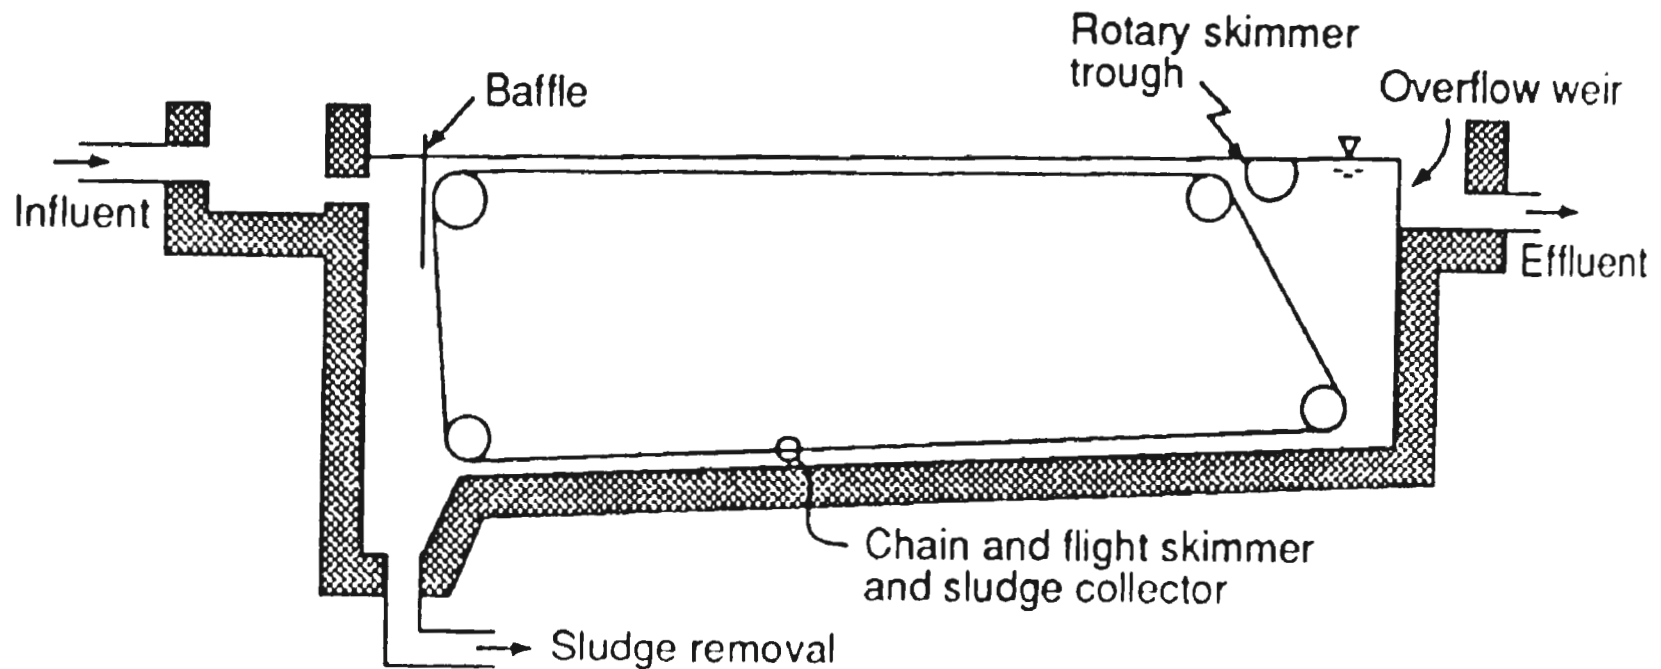 Rotary skimmer
trough
Overflow weir
Baffle
Influent
Effluent
Chain and flight skimmer
and sludge collector
Sludge removal